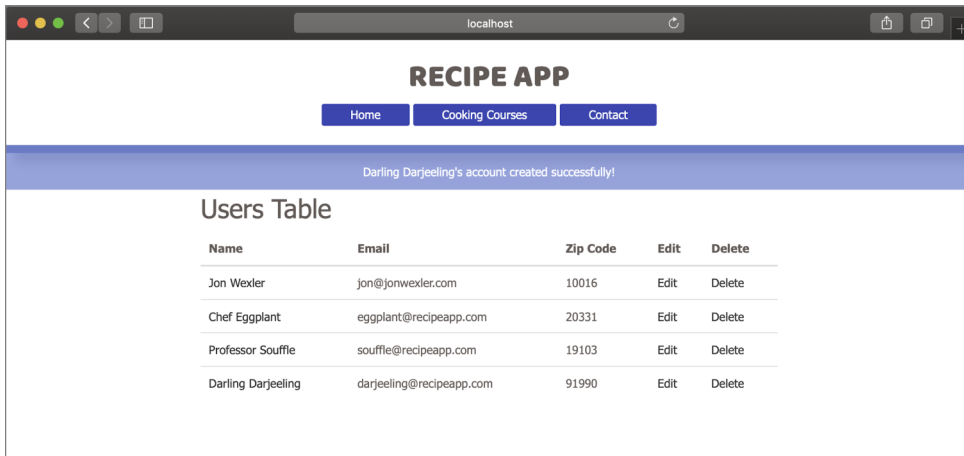 localhost
RECIPE APP
Home Cooking Courses Contact
Darling Darjeeling's account created successfully!
Users Table
Name Email Zip Code Edit Delete
Jon Wexler jon@jonwexler.com 10016 Edit Delete
Chef Eggplant eggplant@recipeapp.com 20331 Edit Delete
Professor Souffle souffle@recipeapp.com 19103 Edit Delete
Darling Darjeeling darjeeling@recipeapp.com 91990 Edit Delete